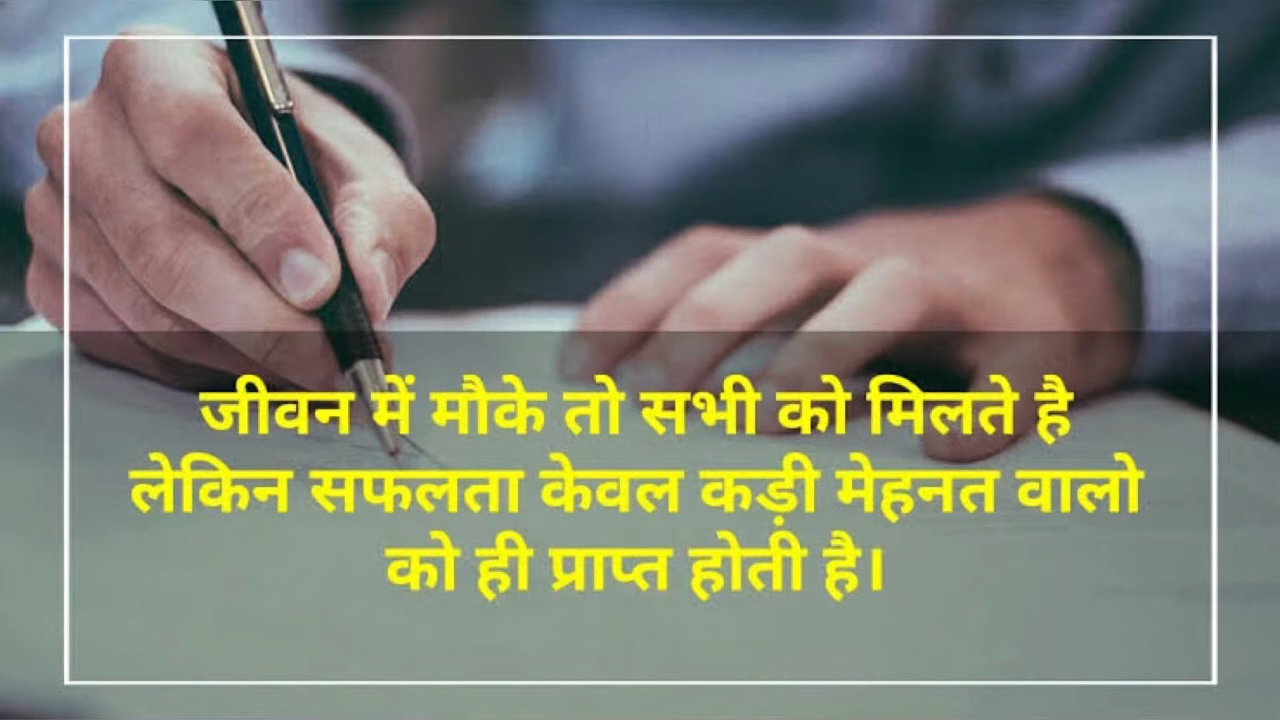 जीवन में मौके तो सभी को मिलते है
लेकिन सफलता केवल कड़ी मेहनत वालो
को ही प्राप्त होती है।